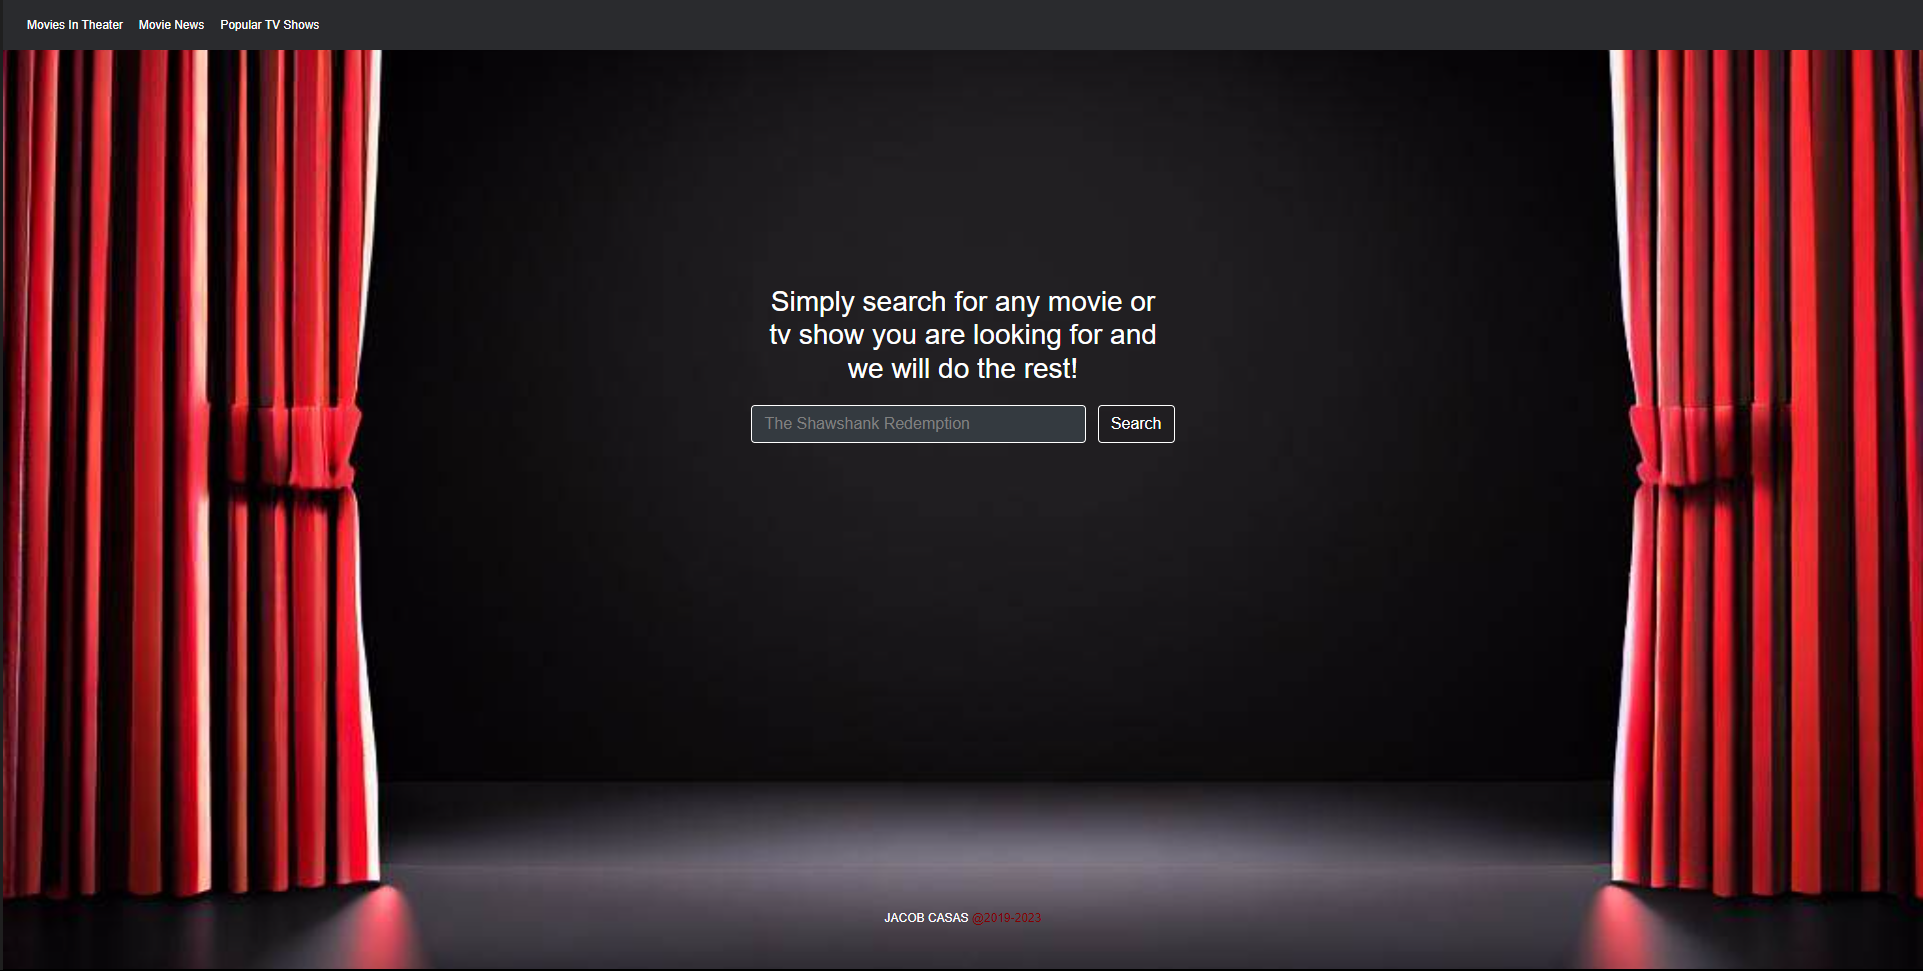 Movies In Theater Movie News Popular TV Shows
Simply search for any movie or
tv show you are looking for and
we will do the rest!
The Shawshank Redemption Search
JACOB CASAS @2019-2023